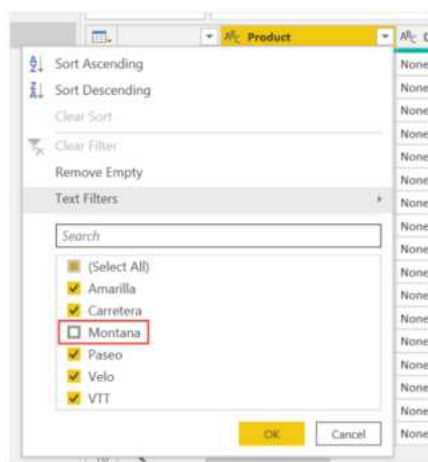 ABC Product ABC
Sort Ascending
None
Sort Descending
None
Clear Sort
None
Clear Filter
None
Remove Empty
None
None
Text Filters
None
Search
None
None
(Select All)
None
Amarilla
None
Carretera
None
Montana
None
Paseo
None
Velo
None
VTT
None
OK Cancel
None
None